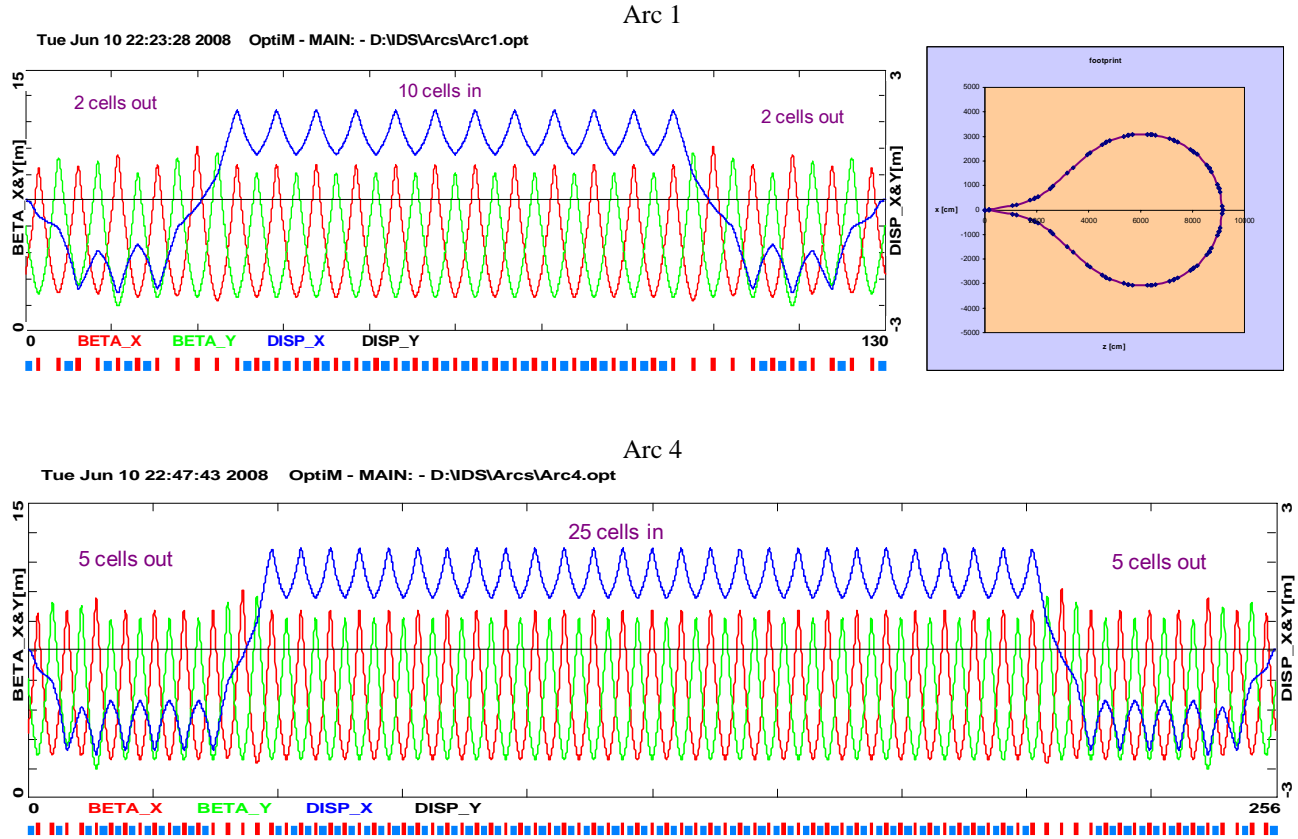 Arc 1
Tue Jun 10 22:23:28 2008 OptiM - MAIN: - D:\IDS\Arcs\Arc1.opt
15
3
2 cells out
10 cells in
2 cells out
BETA_X&Y[m]
DISP_X&Y[m]
0
-3
0 BETA_X BETA_Y DISP_X DISP_Y 130
footprint
5000
4000
3000
2000
1000
x [cm] 0
0 2000 4000 6000 8000 10000
-1000
-2000
-3000
-4000
-5000
z [cm]
Arc 4
Tue Jun 10 22:47:43 2008 OptiM - MAIN: - D:\IDS\Arcs\Arc4.opt
15
3
5 cells out
25 cells in
5 cells out
BETA_X&Y[m]
DISP_X&Y[m]
0
-3
0 BETA_X BETA_Y DISP_X DISP_Y 256